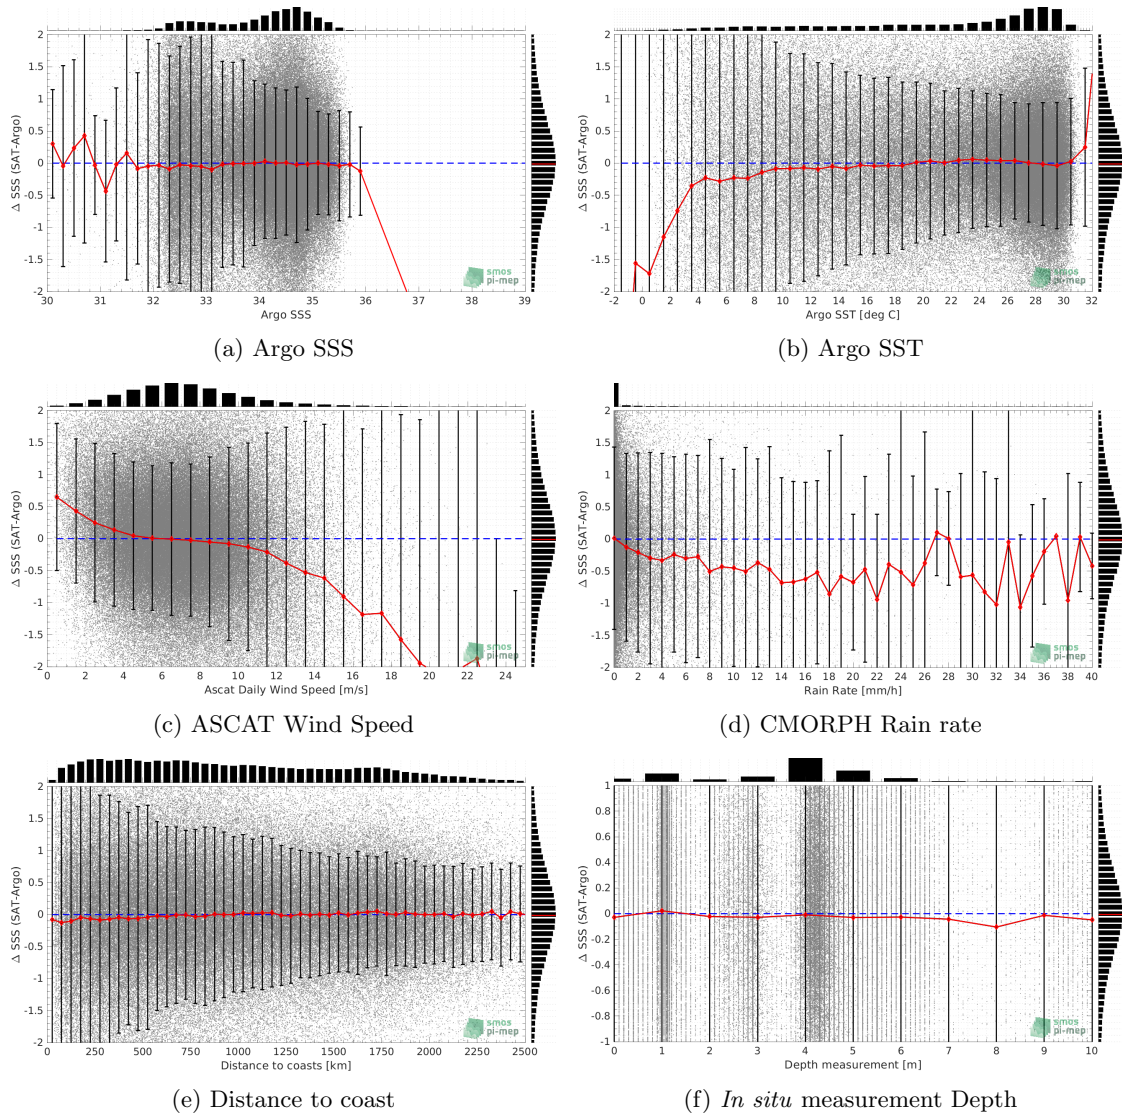 2
1.5
1
0.5
0
-0.5
-1
-1.5
-2
Δ SSS (SAT-Argo)
30 31 32 33 34 35 36 37 38 39
Argo SSS
smos
pi-mep
(a) Argo SSS
2
1.5
1
0.5
0
-0.5
-1
-1.5
-2
Δ SSS (SAT-Argo)
-2 0 2 4 6 8 10 12 14 16 18 20 22 24 26 28 30 32
Argo SST [deg C]
smos
pi-mep
(b) Argo SST
2
1.5
1
0.5
0
-0.5
-1
-1.5
-2
Δ SSS (SAT-Argo)
0 2 4 6 8 10 12 14 16 18 20 22 24
Ascat Daily Wind Speed [m/s]
smos
pi-mep
(c) ASCAT Wind Speed
2
1.5
1
0.5
0
-0.5
-1
-1.5
-2
Δ SSS (SAT-Argo)
0 2 4 6 8 10 12 14 16 18 20 22 24 26 28 30 32 34 36 38 40
Rain Rate [mm/h]
smos
pi-mep
(d) CMORPH Rain rate
2
1.5
1
0.5
0
-0.5
-1
-1.5
-2
Δ SSS (SAT-Argo)
0 250 500 750 1000 1250 1500 1750 2000 2250 2500
Distance to coasts [km]
smos
pi-mep
(e) Distance to coast
1
0.8
0.6
0.4
0.2
0
-0.2
-0.4
-0.6
-0.8
-1
Δ SSS (SAT-Argo)
0 1 2 3 4 5 6 7 8 9 10
Depth measurement [m]
smos
pi-mep
(f) In situ measurement Depth